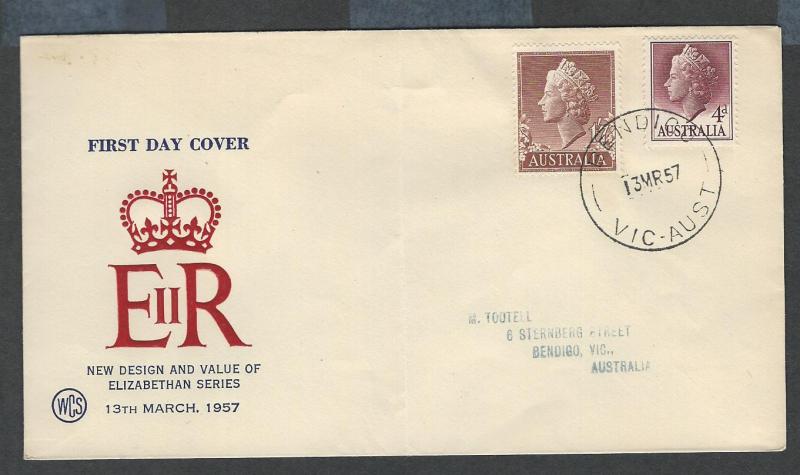 FIRST DAY COVER
EIIR
NEW DESIGN AND VALUE OF
ELIZABETHAN SERIES
WCS
13TH MARCH, 1957
AUSTRALIA
4d
AUSTRALIA
BENDIGO
13MR57
VIC-AUST
M. TOOTELL
6 STERNBERG STREET
BENDIGO, VIC.,
AUSTRALIA